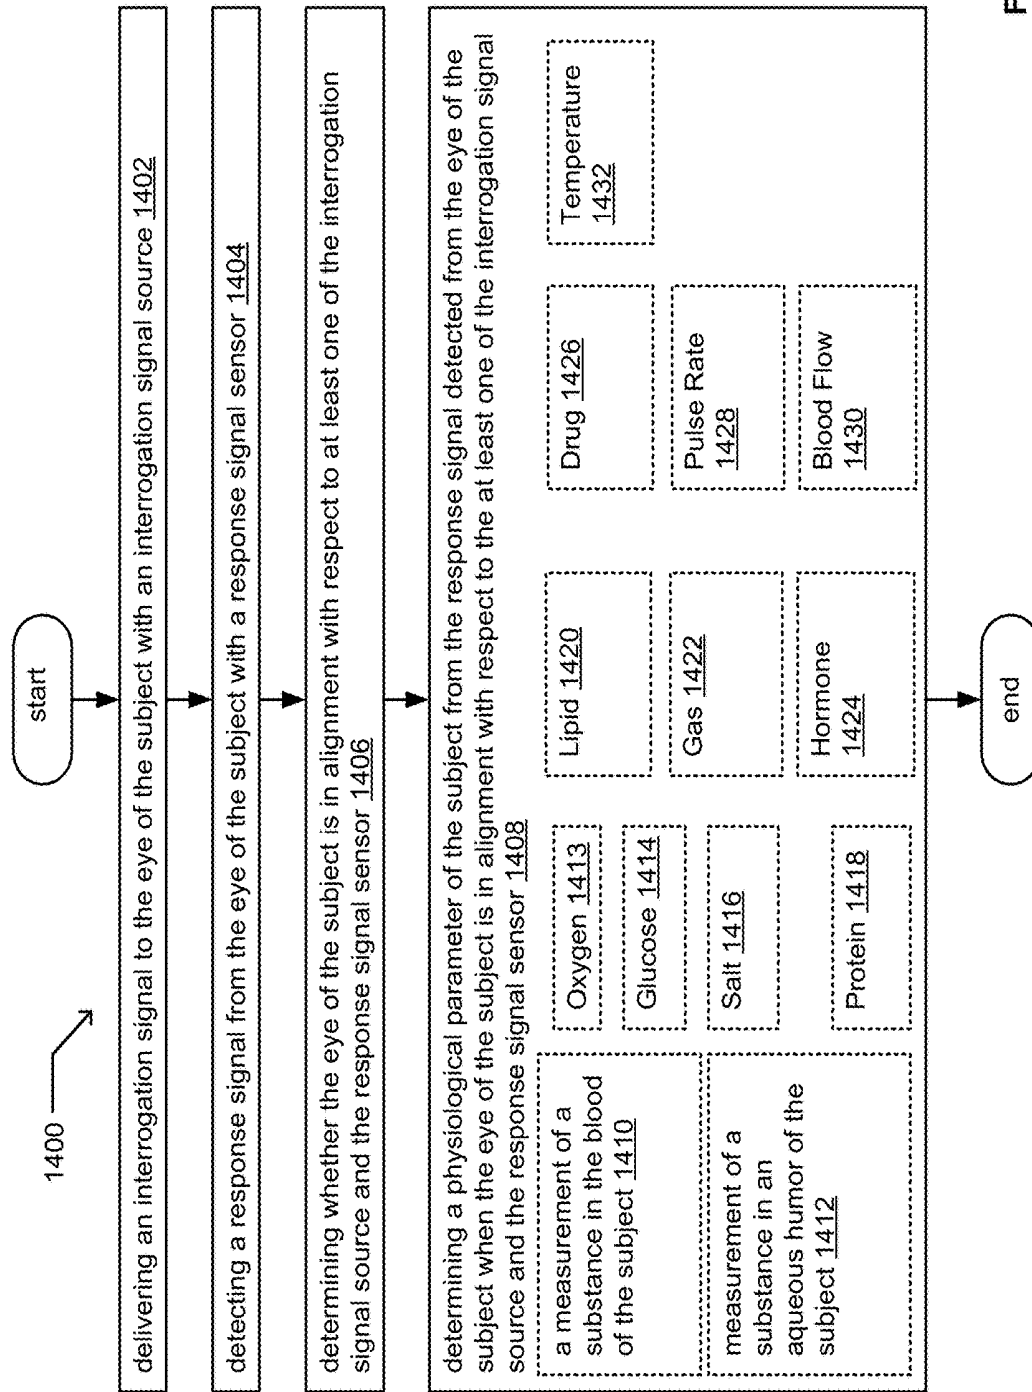 1400
start
delivering an interrogation signal to the eye of the subject with an interrogation signal source 1402
detecting a response signal from the eye of the subject with a response signal sensor 1404
determining whether the eye of the subject is in alignment with respect to at least one of the interrogation
signal source and the response signal sensor 1406
determining a physiological parameter of the subject from the response signal detected from the eye of the
subject when the eye of the subject is in alignment with respect to the at least one of the interrogation signal
source and the response signal sensor 1408
a measurement of a
substance in the blood
of the subject 1410
measurement of a
substance in an
aqueous humor of the
subject 1412
Oxygen 1413
Glucose 1414
Salt 1416
Protein 1418
Lipid 1420
Gas 1422
Hormone
1424
Drug 1426
Pulse Rate
1428
Blood Flow
1430
Temperature
1432
end